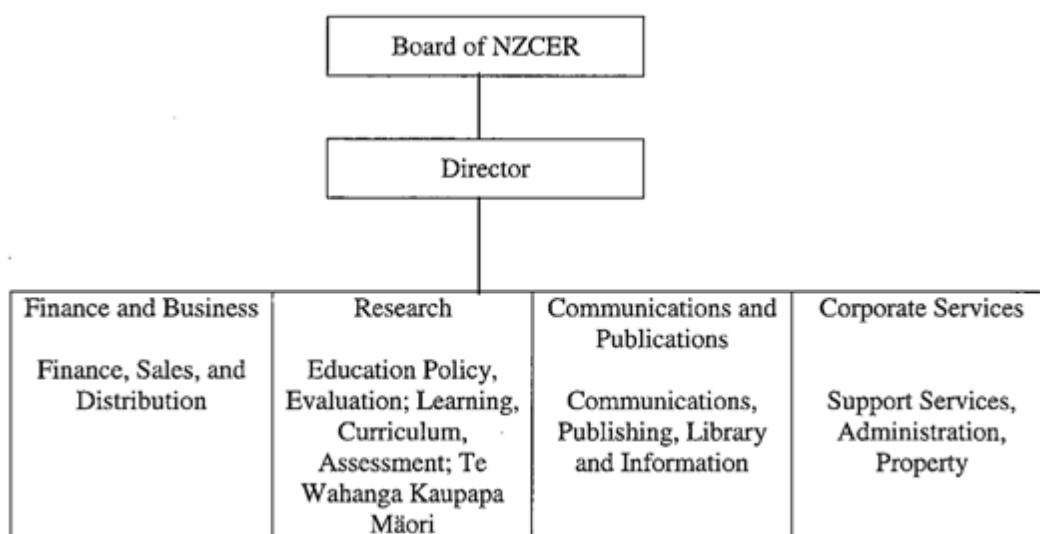 Board of NZCER
Director
Finance and Business
Finance, Sales, and
Distribution
Research
Education Policy,
Evaluation; Learning,
Curriculum,
Assessment; Te
Wahanga Kaupapa
Mäori
Communications and
Publications
Communications,
Publishing, Library
and Information
Corporate Services
Support Services,
Administration,
Property